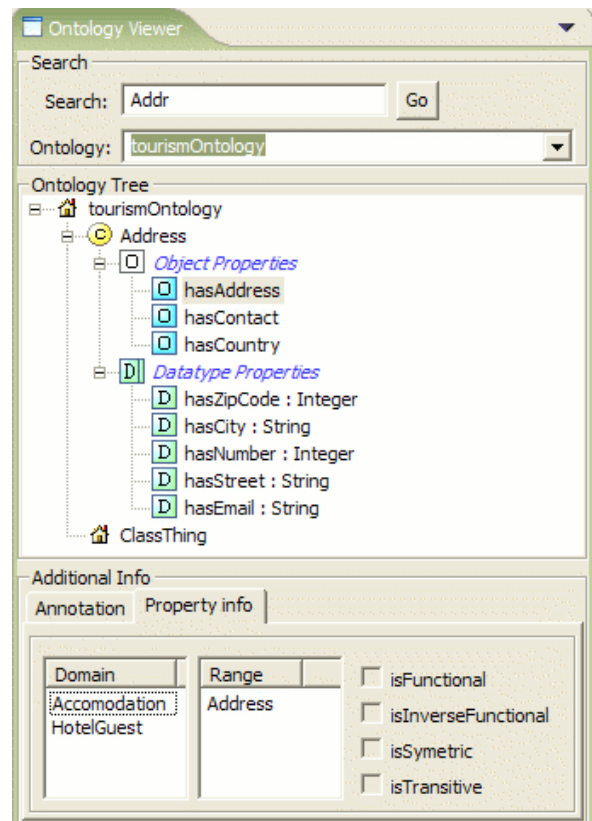 Ontology Viewer
Search
Search: Addr Go
Ontology: tourismOntology
Ontology Tree
tourismOntology
C Address
O Object Properties
O hasAddress
O hasContact
O hasCountry
D Datatype Properties
D hasZipCode : Integer
D hasCity : String
D hasNumber : Integer
D hasStreet : String
D hasEmail : String
ClassThing
Additional Info
Annotation Property info
Domain Range isFunctional
Accomodation Address isInverseFunctional
HotelGuest
isSymetric
isTransitive